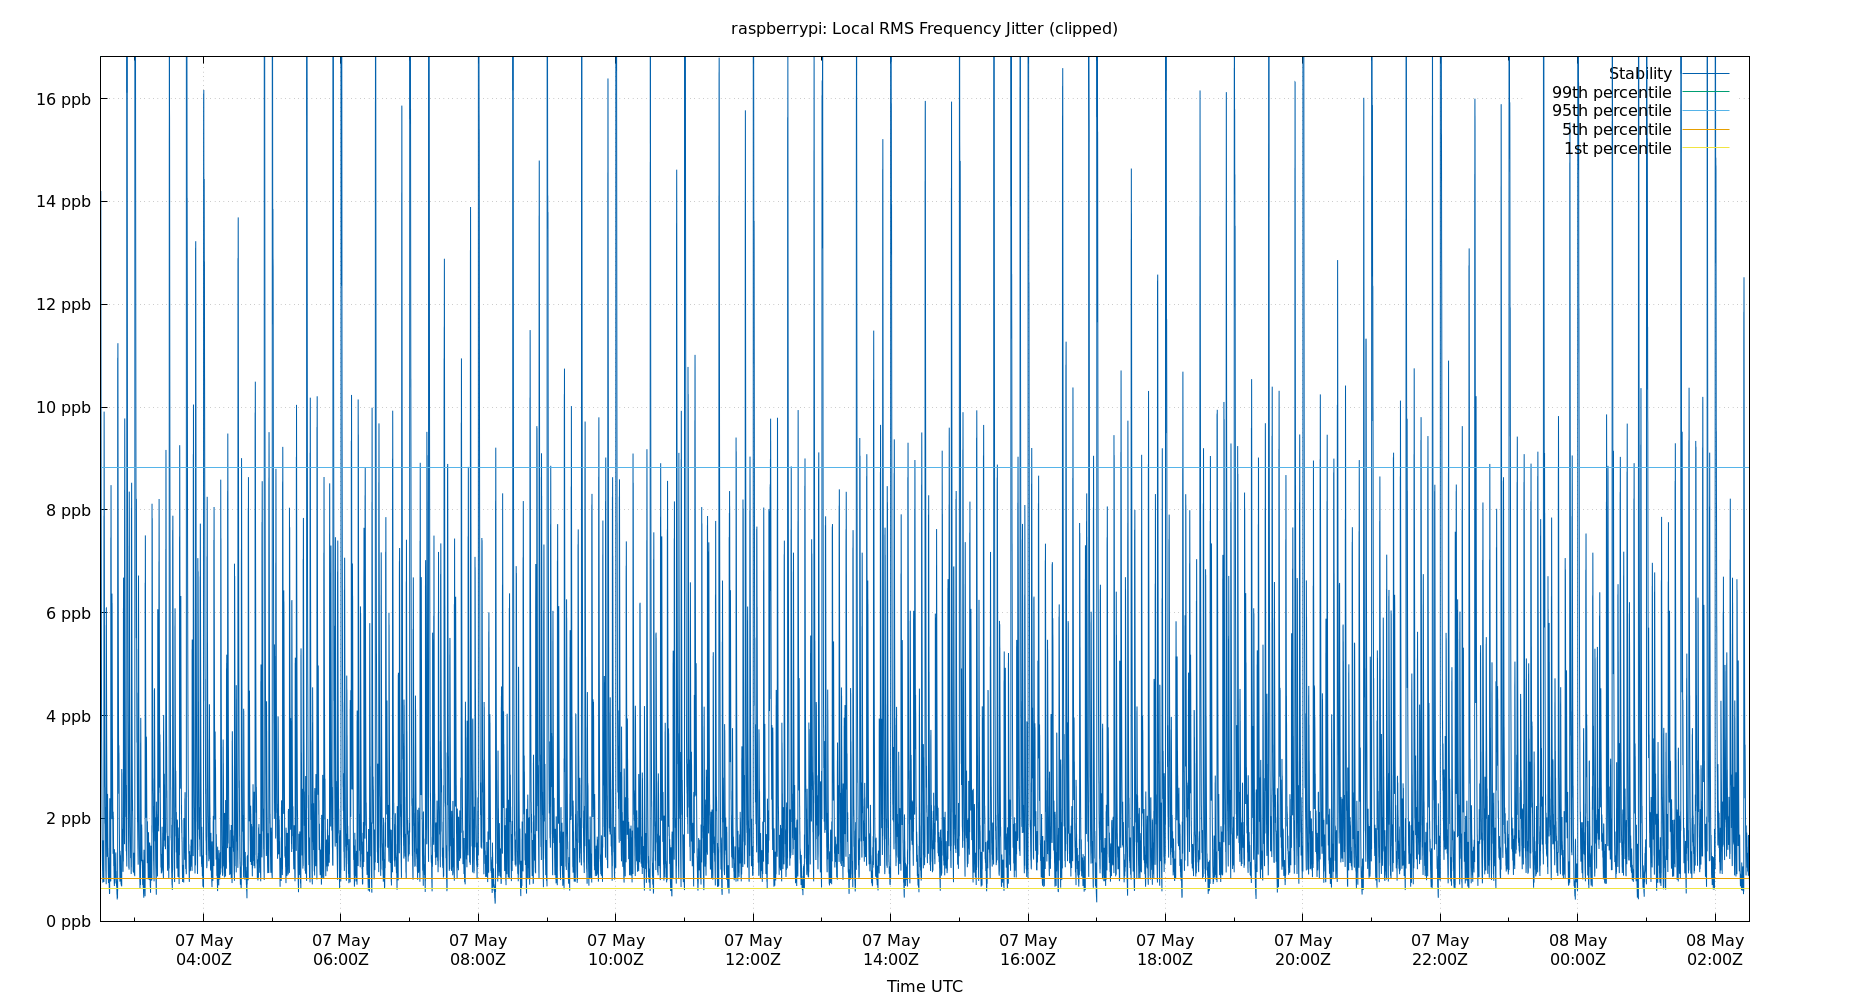 raspberrypi: Local RMS Frequency Jitter (clipped)
Stability
99th percentile
95th percentile
5th percentile
1st percentile
16 ppb
14 ppb
12 ppb
10 ppb
8 ppb
6 ppb
4 ppb
2 ppb
0 ppb
07 May 07 May 07 May 07 May 07 May 07 May 07 May 07 May 07 May 07 May 08 May 08 May
04:00Z 06:00Z 08:00Z 10:00Z 12:00Z 14:00Z 16:00Z 18:00Z 20:00Z 22:00Z 00:00Z 02:00Z
Time UTC